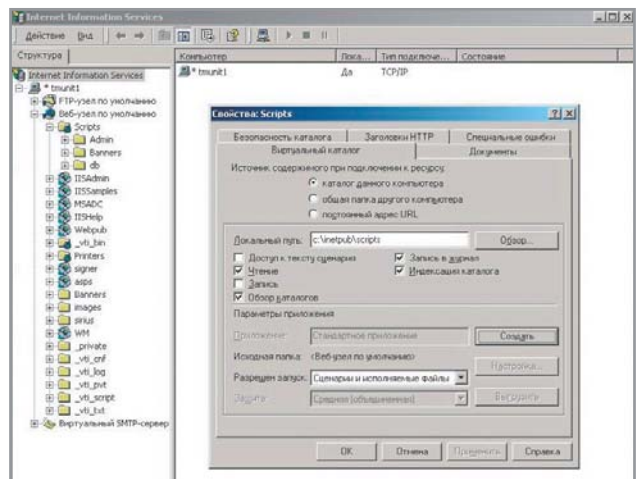 Internet Information Services
Действие Вид
Структура
Internet Information Services
* tmunit1
FTP-узел по умолчанию
Веб-узел по умолчанию
Scripts
Admin
Banners
db
IISAdmin
IISSamples
MSADC
IISHelp
Webpub
_vti_bin
Printers
signer
asps
Banners
images
sirius
WM
_private
_vti_cnf
_vti_log
_vti_pvt
_vti_script
_vti_txt
Виртуальный SMTP-сервер
Компьютер Лока... Тип подключе... Состояние
* tmunit1 Да TCP/IP
Свойства: Scripts
Безопасность каталога Заголовки HTTP Специальные ошибки
Виртуальный каталог Документы
Источник содержимого при подключении к ресурсу:
каталог данного компьютера
общая папка другого компьютера
постоянный адрес URL
Локальный путь: c:\inetpub\scripts Обзор...
Доступ к тексту сценария Запись в журнал
Чтение Индексация каталога
Запись
Обзор каталогов
Параметры приложения
Приложение: Стандартное приложение Создать
Исходная папка: <Веб-узел по умолчанию>
Настройка...
Разрешен запуск: Сценарии и исполняемые файлы
Защита: Средняя (объединенная) Выгрузить
OK Отмена Применить Справка